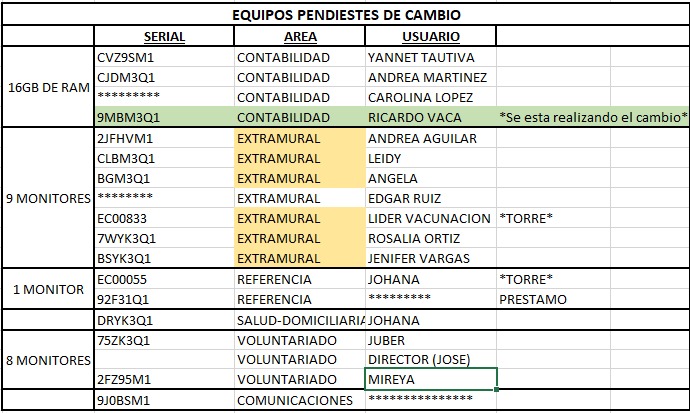 EQUIPOS PENDIESTES DE CAMBIO
SERIAL AREA USUARIO
CVZ9SM1 CONTABILIDAD YANNET TAUTIVA
CJDM3Q1 CONTABILIDAD ANDREA MARTINEZ
16GB DE RAM
********* CONTABILIDAD CAROLINA LOPEZ
9MBM3Q1 CONTABILIDAD RICARDO VACA *Se esta realizando el cambio*
2JFHVM1 EXTRAMURAL ANDREA AGUILAR
CLBM3Q1 EXTRAMURAL LEIDY
BGM3Q1 EXTRAMURAL ANGELA
9 MONITORES ******** EXTRAMURAL EDGAR RUIZ
EC00833 EXTRAMURAL LIDER VACUNACION *TORRE*
7WYK3Q1 EXTRAMURAL ROSALIA ORTIZ
BSYK3Q1 EXTRAMURAL JENIFER VARGAS
EC00055 REFERENCIA JOHANA *TORRE*
1 MONITOR
92F31Q1 REFERENCIA ********* PRESTAMO
DRYK3Q1 SALUD-DOMICILIARIA JOHANA
75ZK3Q1 VOLUNTARIADO JUBER
8 MONITORES VOLUNTARIADO DIRECTOR (JOSE)
2FZ95M1 VOLUNTARIADO MIREYA
9J0BSM1 COMUNICACIONES ***************